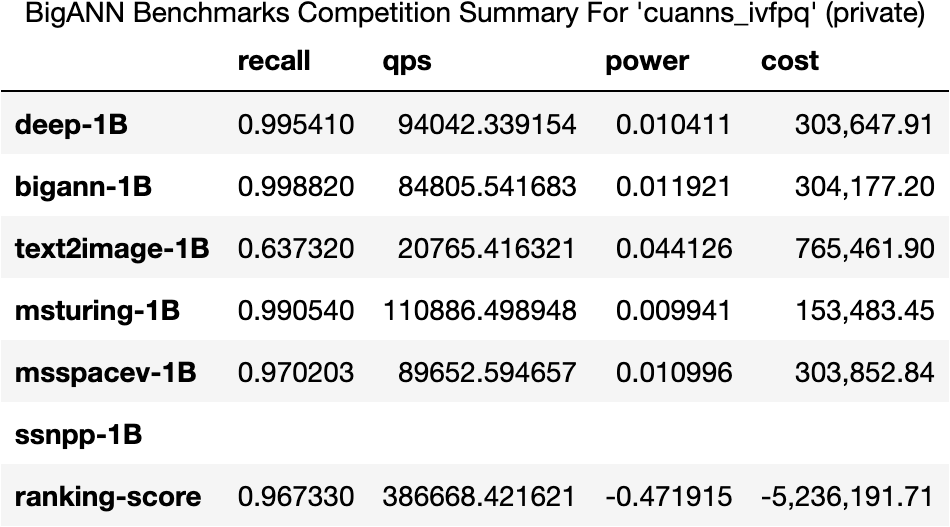 BigANN Benchmarks Competition Summary For 'cuanns_ivfpq' (private)
recall qps power cost
deep-1B 0.995410 94042.339154 0.010411 303,647.91
bigann-1B 0.998820 84805.541683 0.011921 304,177.20
text2image-1B 0.637320 20765.416321 0.044126 765,461.90
msturing-1B 0.990540 110886.498948 0.009941 153,483.45
msspacev-1B 0.970203 89652.594657 0.010996 303,852.84
ssnpp-1B
ranking-score 0.967330 386668.421621 -0.471915 -5,236,191.71